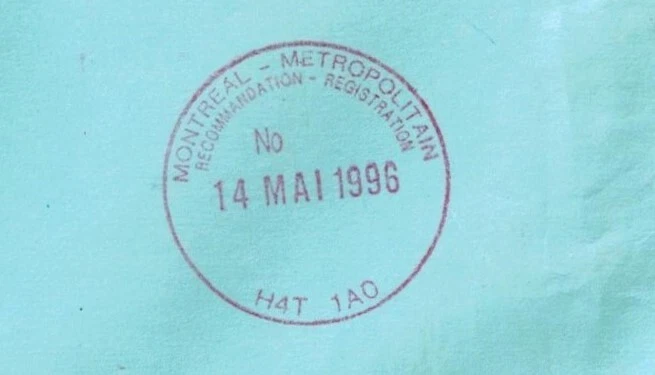 MONTREAL - METROPOLITAIN
RECOMMANDATION - REGISTRATION
No
14 MAI 1996
H4T 1A0